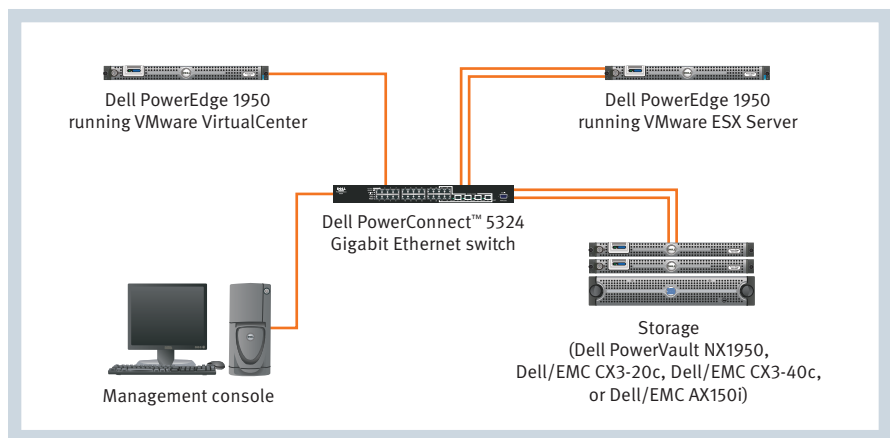 Dell PowerEdge 1950
running VMware VirtualCenter
Dell PowerEdge 1950
running VMware ESX Server
Dell PowerConnect™ 5324
Gigabit Ethernet switch
Management console
Storage
(Dell PowerVault NX1950,
Dell/EMC CX3-20c, Dell/EMC CX3-40c,
or Dell/EMC AX150i)